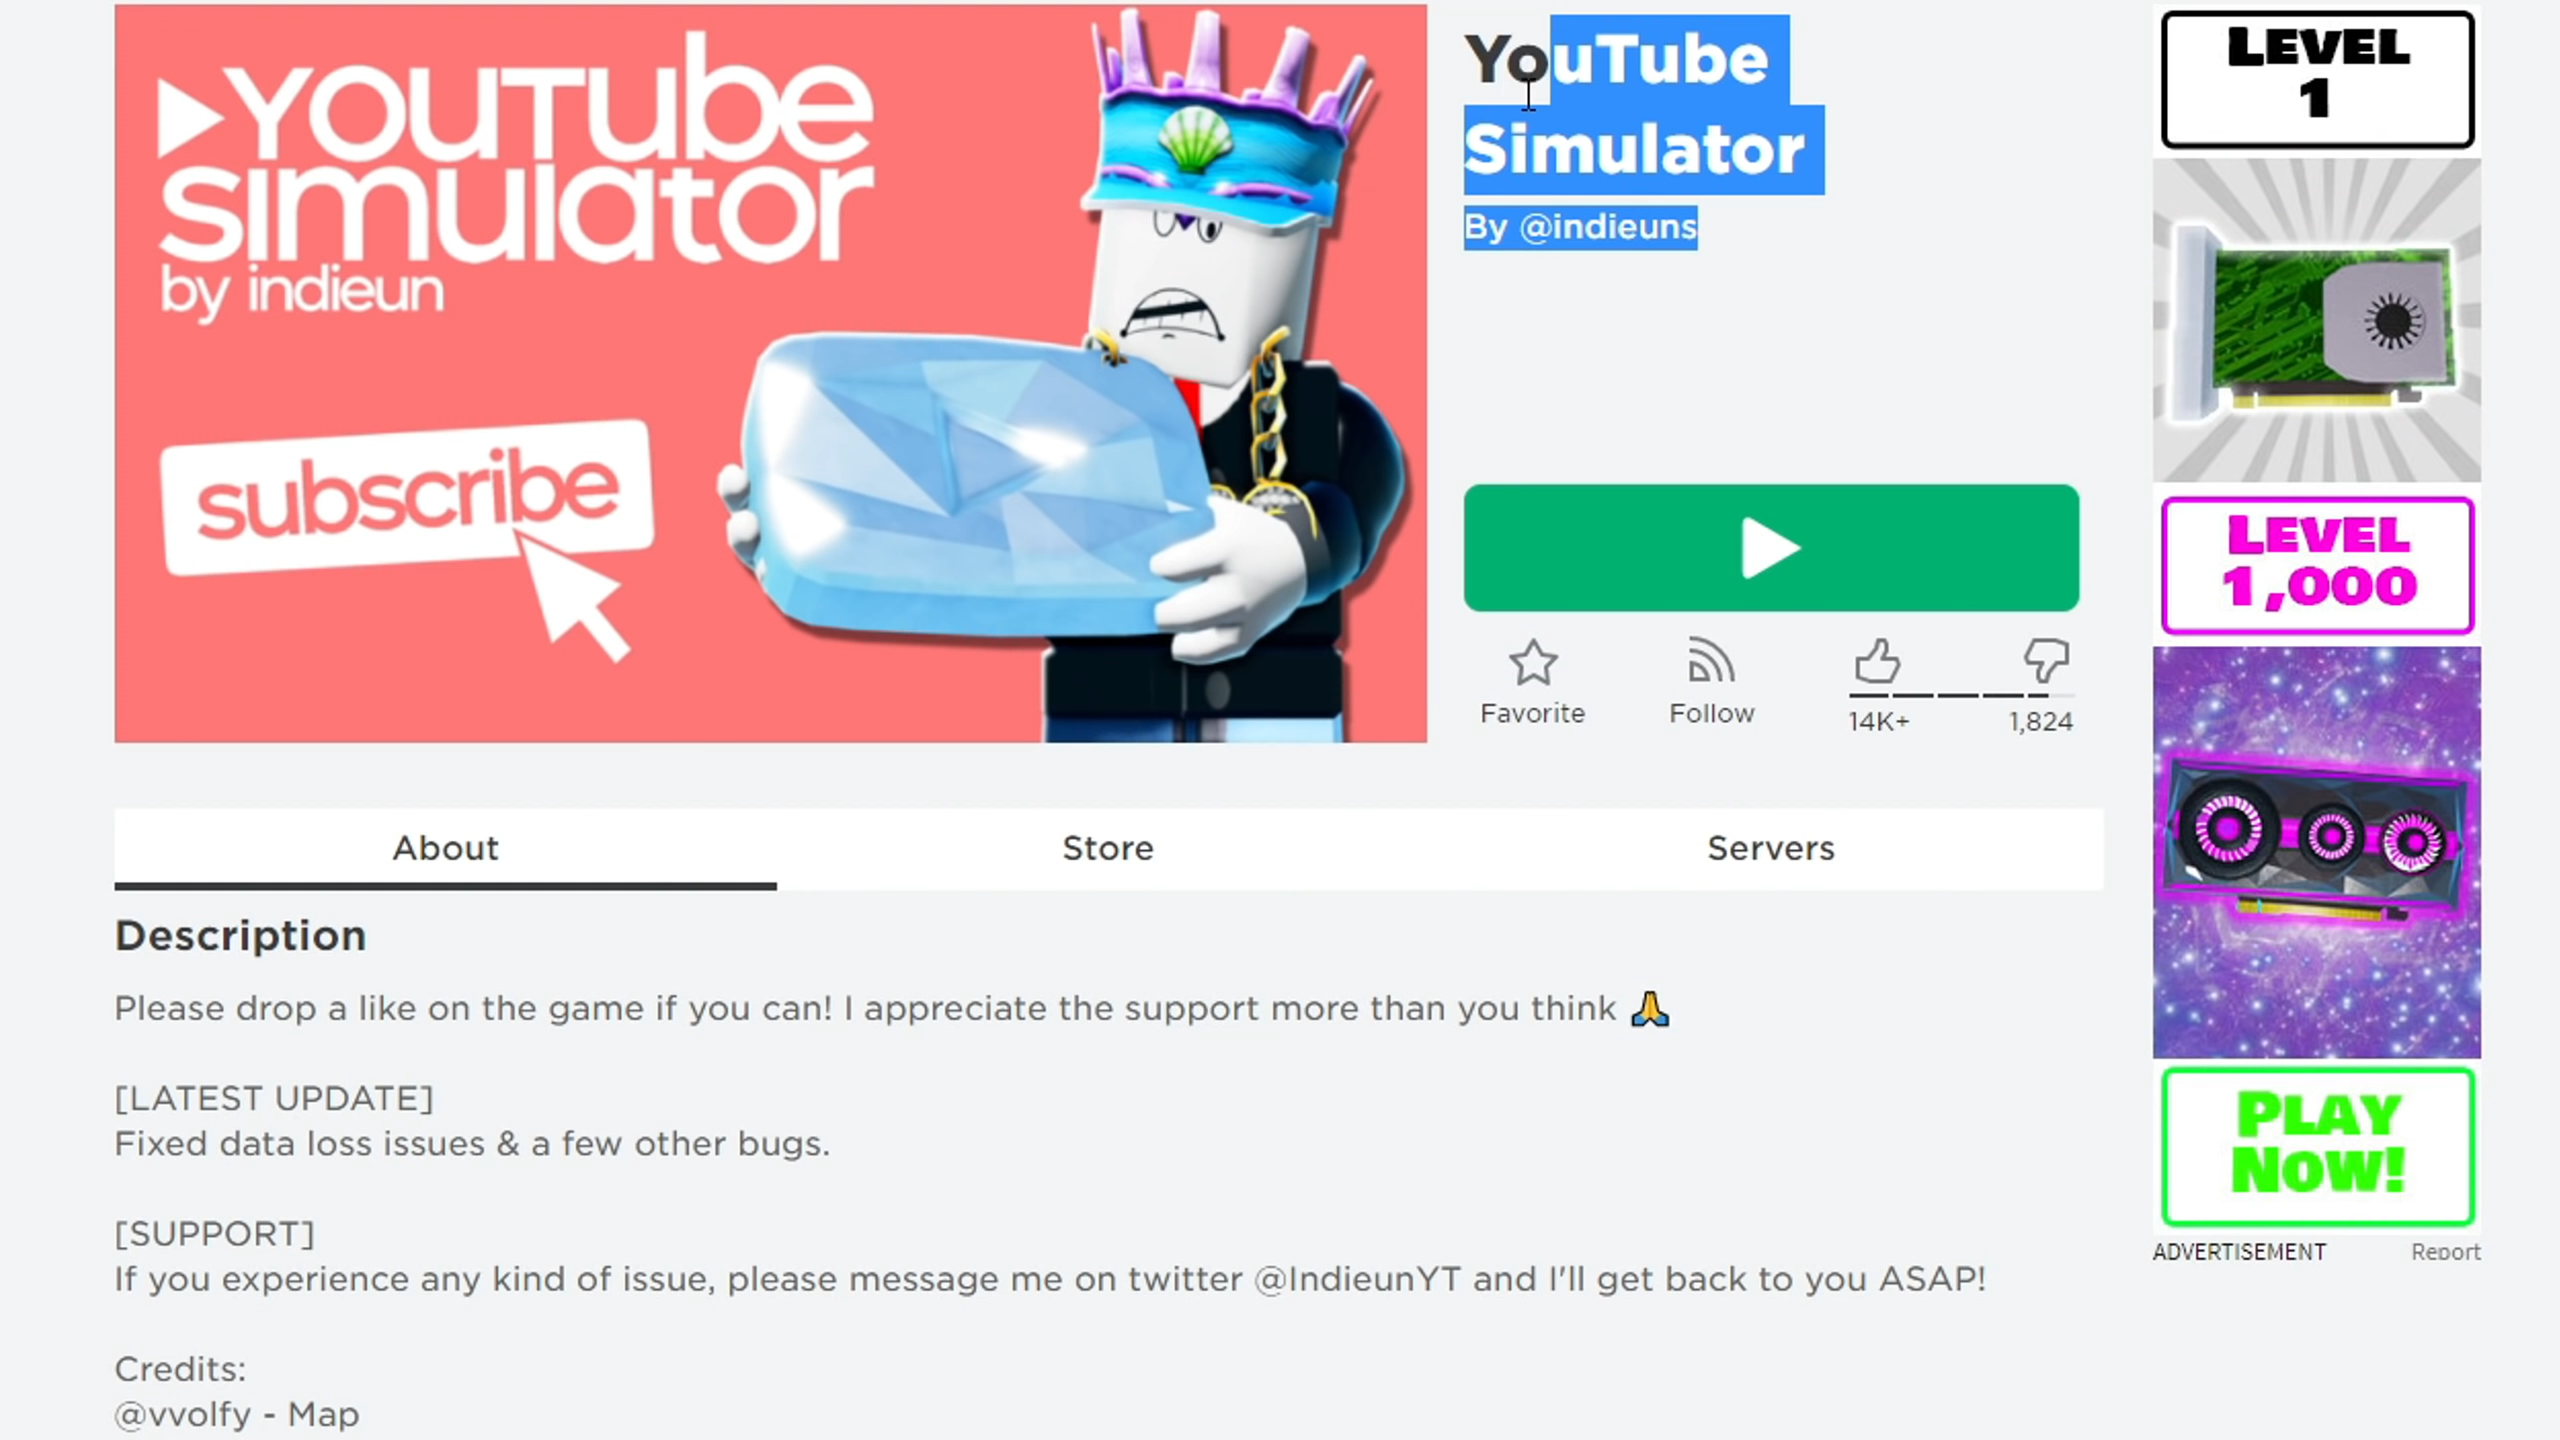 YouTube
simulator
by indieun
subscribe
YouTube
Simulator
By @indieuns
Favorite
Follow
14K+
1,824
About
Store
Servers
Description
Please drop a like on the game if you can! I appreciate the support more than you think 🙏
[LATEST UPDATE]
Fixed data loss issues & a few other bugs.
[SUPPORT]
If you experience any kind of issue, please message me on twitter @IndieunYT and I'll get back to you ASAP!
Credits:
@vvolfy - Map
LEVEL
1
LEVEL
1,000
PLAY
NOW!
ADVERTISEMENT
Report